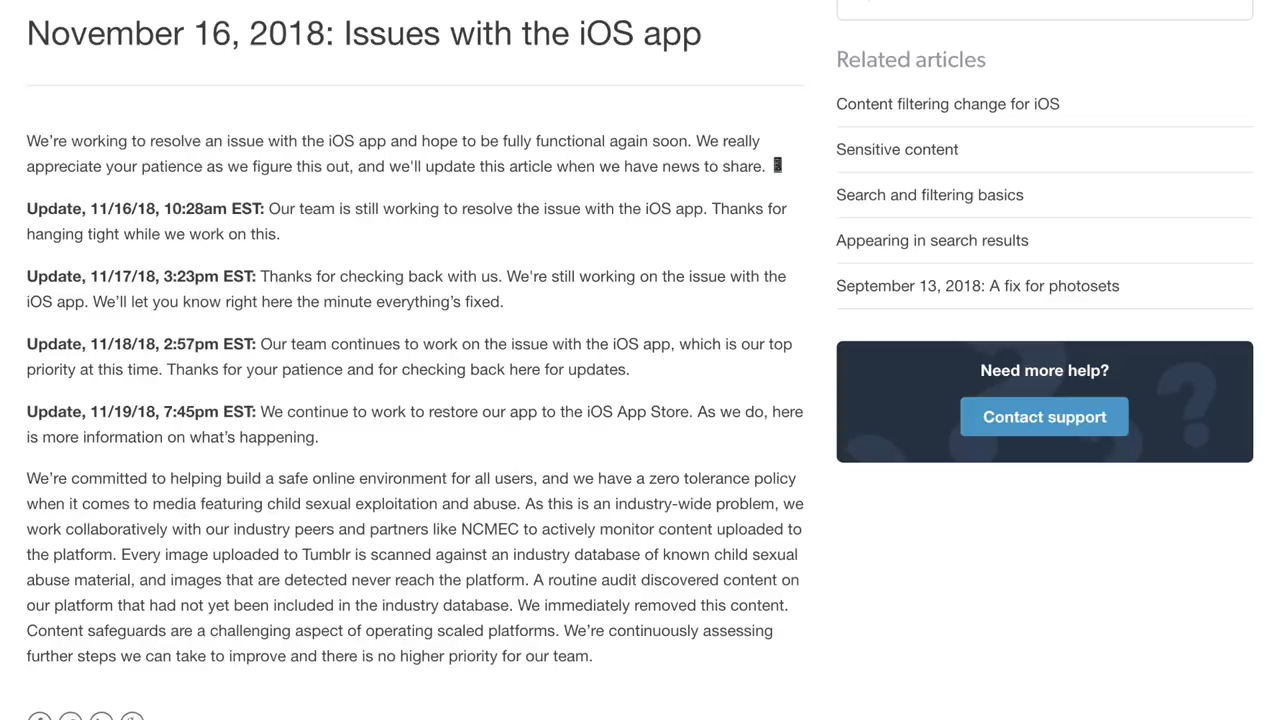 November 16, 2018: Issues with the iOS app
We're working to resolve an issue with the iOS app and hope to be fully functional again soon. We really
appreciate your patience as we figure this out, and we'll update this article when we have news to share.
Update, 11/16/18, 10:28am EST: Our team is still working to resolve the issue with the iOS app. Thanks for
hanging tight while we work on this.
Update, 11/17/18, 3:23pm EST: Thanks for checking back with us. We're still working on the issue with the
iOS app. We'll let you know right here the minute everything's fixed.
Update, 11/18/18, 2:57pm EST: Our team continues to work on the issue with the iOS app, which is our top
priority at this time. Thanks for your patience and for checking back here for updates.
Update, 11/19/18, 7:45pm EST: We continue to work to restore our app to the iOS App Store. As we do, here
is more information on what's happening.
We're committed to helping build a safe online environment for all users, and we have a zero tolerance policy
when it comes to media featuring child sexual exploitation and abuse. As this is an industry-wide problem, we
work collaboratively with our industry peers and partners like NCMEC to actively monitor content uploaded to
the platform. Every image uploaded to Tumblr is scanned against an industry database of known child sexual
abuse material, and images that are detected never reach the platform. A routine audit discovered content on
our platform that had not yet been included in the industry database. We immediately removed this content.
Content safeguards are a challenging aspect of operating scaled platforms. We're continuously assessing
further steps we can take to improve and there is no higher priority for our team.
Related articles
Content filtering change for iOS
Sensitive content
Search and filtering basics
Appearing in search results
September 13, 2018: A fix for photosets
Need more help?
Contact support